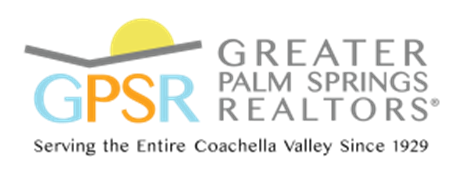 GPSR
GREATER
PALM SPRINGS
REALTORS®
Serving the Entire Coachella Valley Since 1929